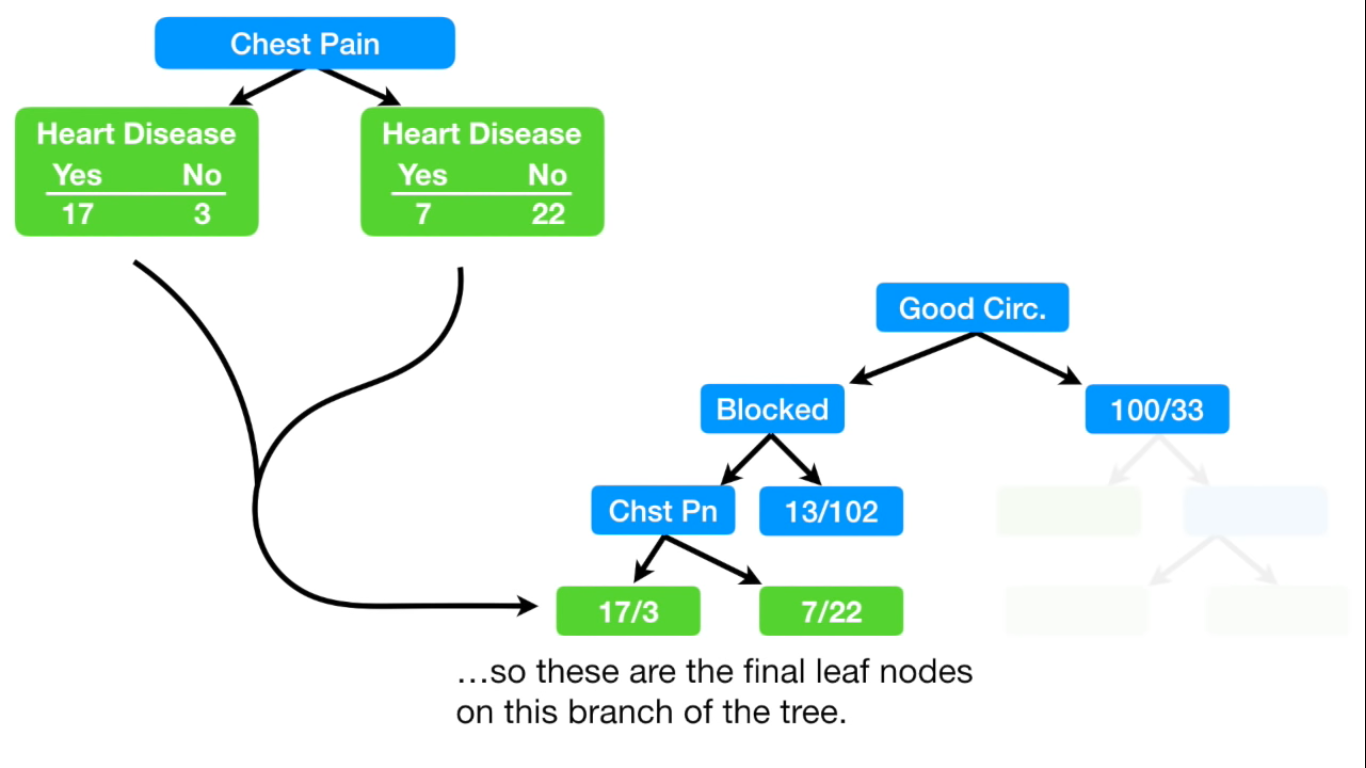 Chest Pain
Heart Disease
Yes No
17 3
Heart Disease
Yes No
7 22
Good Circ.
Blocked
100/33
Chst Pn
13/102
17/3
7/22
…so these are the final leaf nodes
on this branch of the tree.